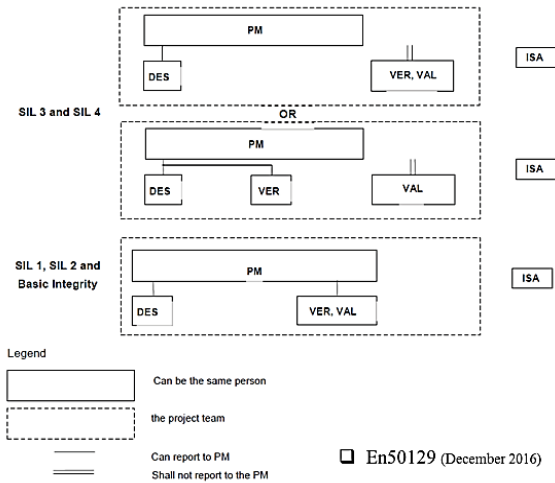 PM
DES
VER, VAL
ISA
SIL 3 and SIL 4
OR
PM
DES
VER
VAL
ISA
SIL 1, SIL 2 and
Basic Integrity
PM
DES
VER, VAL
ISA
Legend
Can be the same person
the project team
Can report to PM
Shall not report to the PM
❑ En50129 (December 2016)